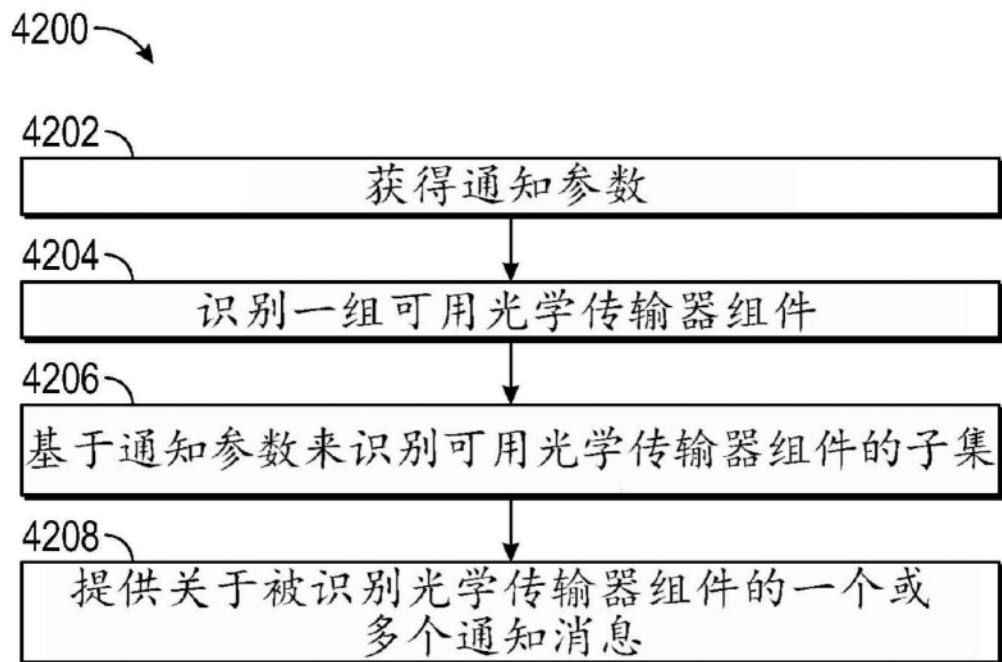 4200
4202
获得通知参数
4204
识别一组可用光学传输器组件
4206
基于通知参数来识别可用光学传输器组件的子集
4208
提供关于被识别光学传输器组件的一个或
多个通知消息